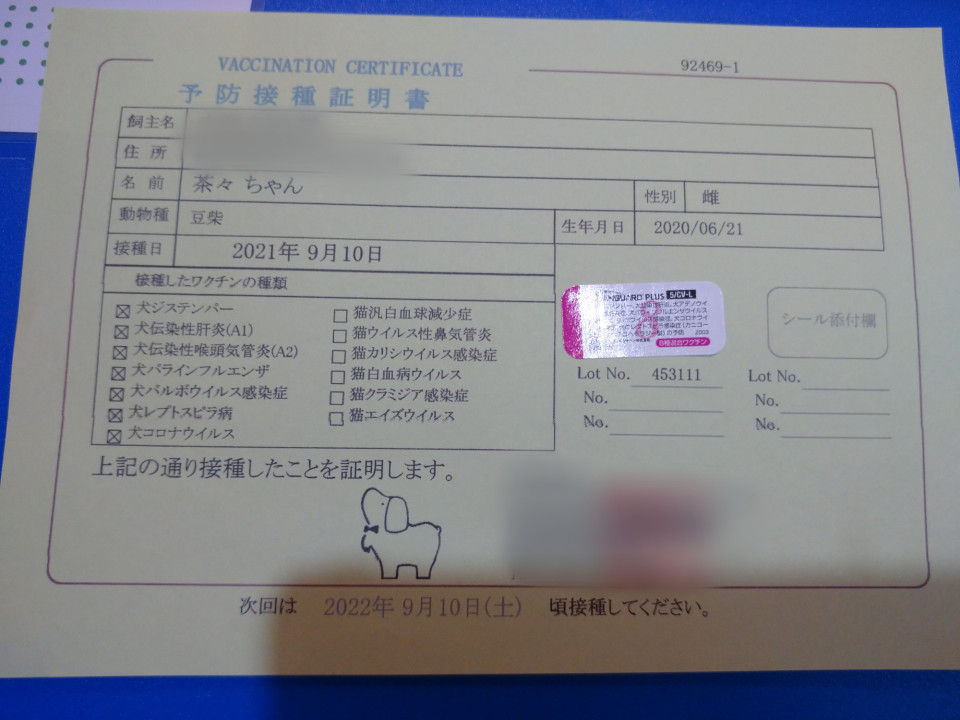 VACCINATION CERTIFICATE
92469-1
予防接種証明書
飼主名
住所
名前 茶々ちゃん 性別 雌
動物種 豆柴 生年月日 2020/06/21
接種日 2021年 9月10日
接種したワクチンの種類
犬ジステンパー
犬伝染性肝炎(A1)
犬伝染性喉頭気管炎(A2)
犬パラインフルエンザ
犬パルボウイルス感染症
犬レプトスピラ病
犬コロナウイルス
猫汎白血球減少症
猫ウイルス性鼻気管炎
猫カリシウイルス感染症
猫白血病ウイルス
猫クラミジア感染症
猫エイズウイルス
PLUS 5/CV-L
6種混合ワクチン
シール添付欄
Lot No. 453111
No.
No.
Lot No.
No.
No.
上記の通り接種したことを証明します。
次回は 2022年 9月10日(土) 頃接種してください。